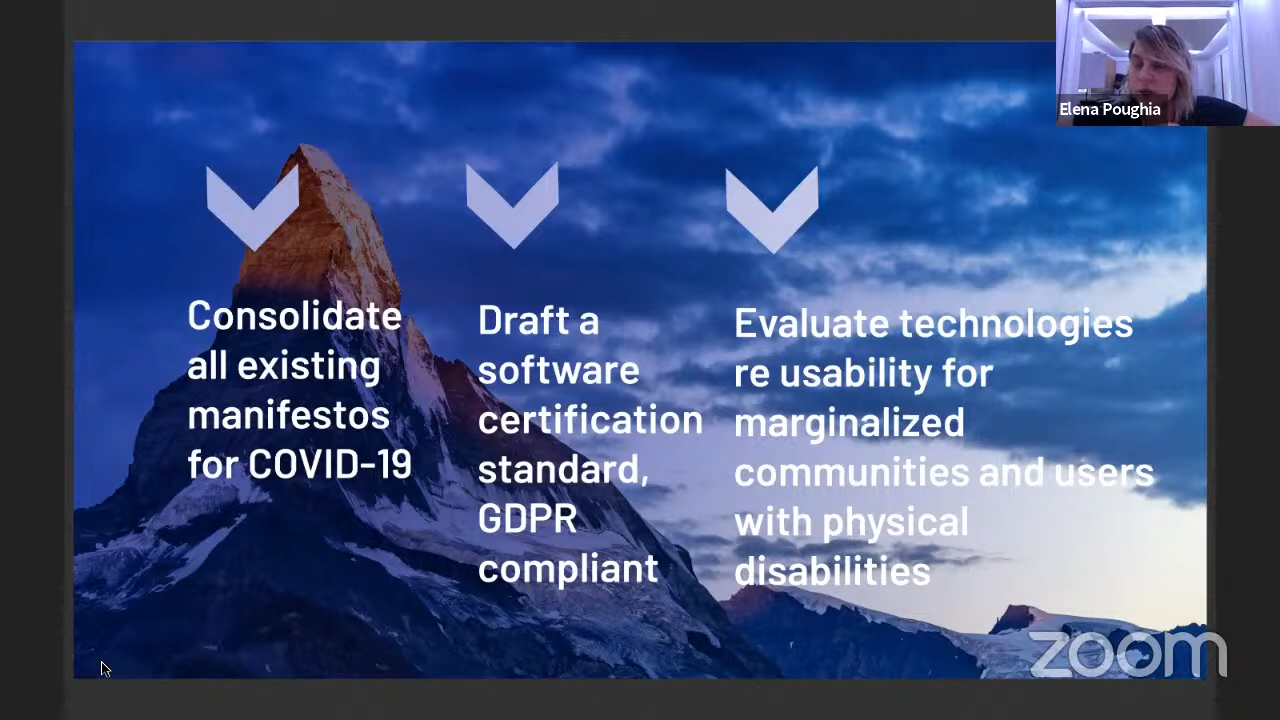 Elena Poughia
Consolidate
all existing
manifestos
for COVID-19
Draft a
software
certification
standard,
GDPR
compliant
Evaluate technologies
re usability for
marginalized
communities and users
with physical
disabilities
zoom